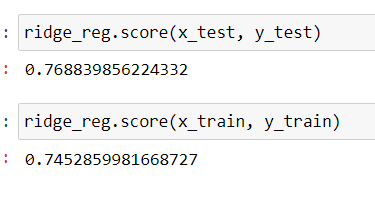 : ridge_reg.score(x_test, y_test)
: 0.768839856224332
: ridge_reg.score(x_train, y_train)
: 0.7452859981668727